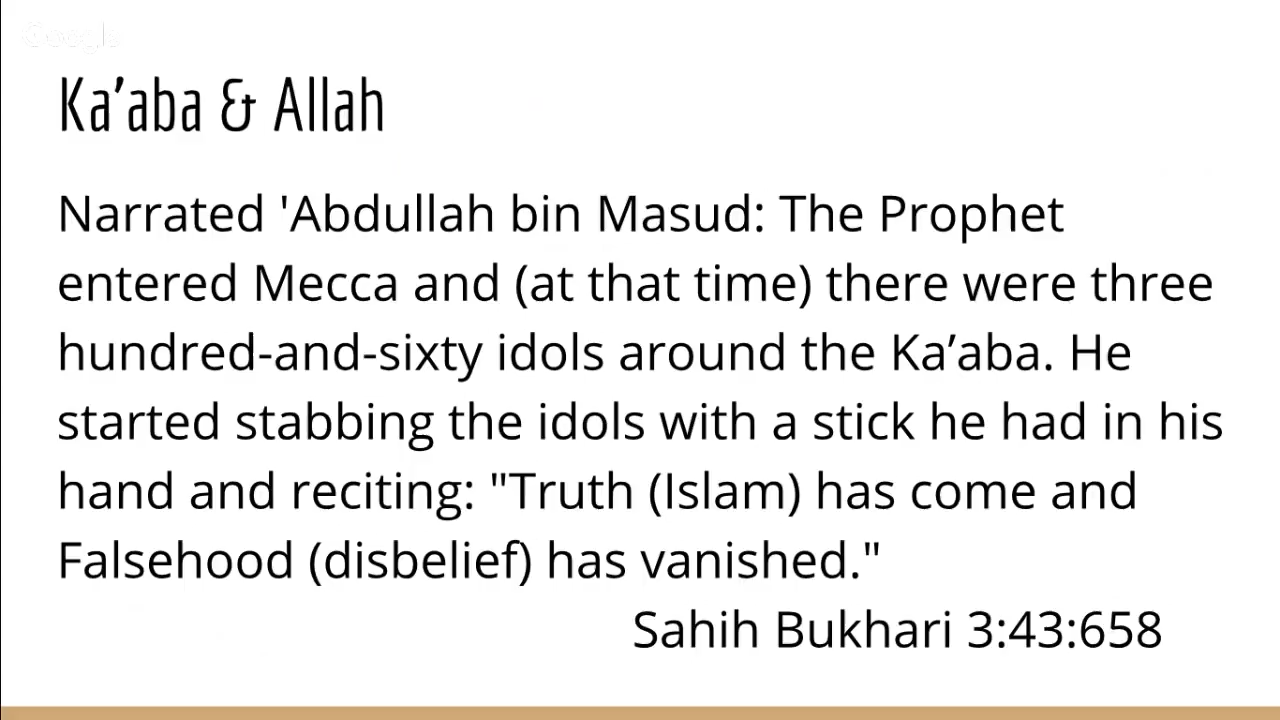 Google
Ka’aba & Allah
Narrated 'Abdullah bin Masud: The Prophet
entered Mecca and (at that time) there were three
hundred-and-sixty idols around the Ka’aba. He
started stabbing the idols with a stick he had in his
hand and reciting: "Truth (Islam) has come and
Falsehood (disbelief) has vanished."
Sahih Bukhari 3:43:658